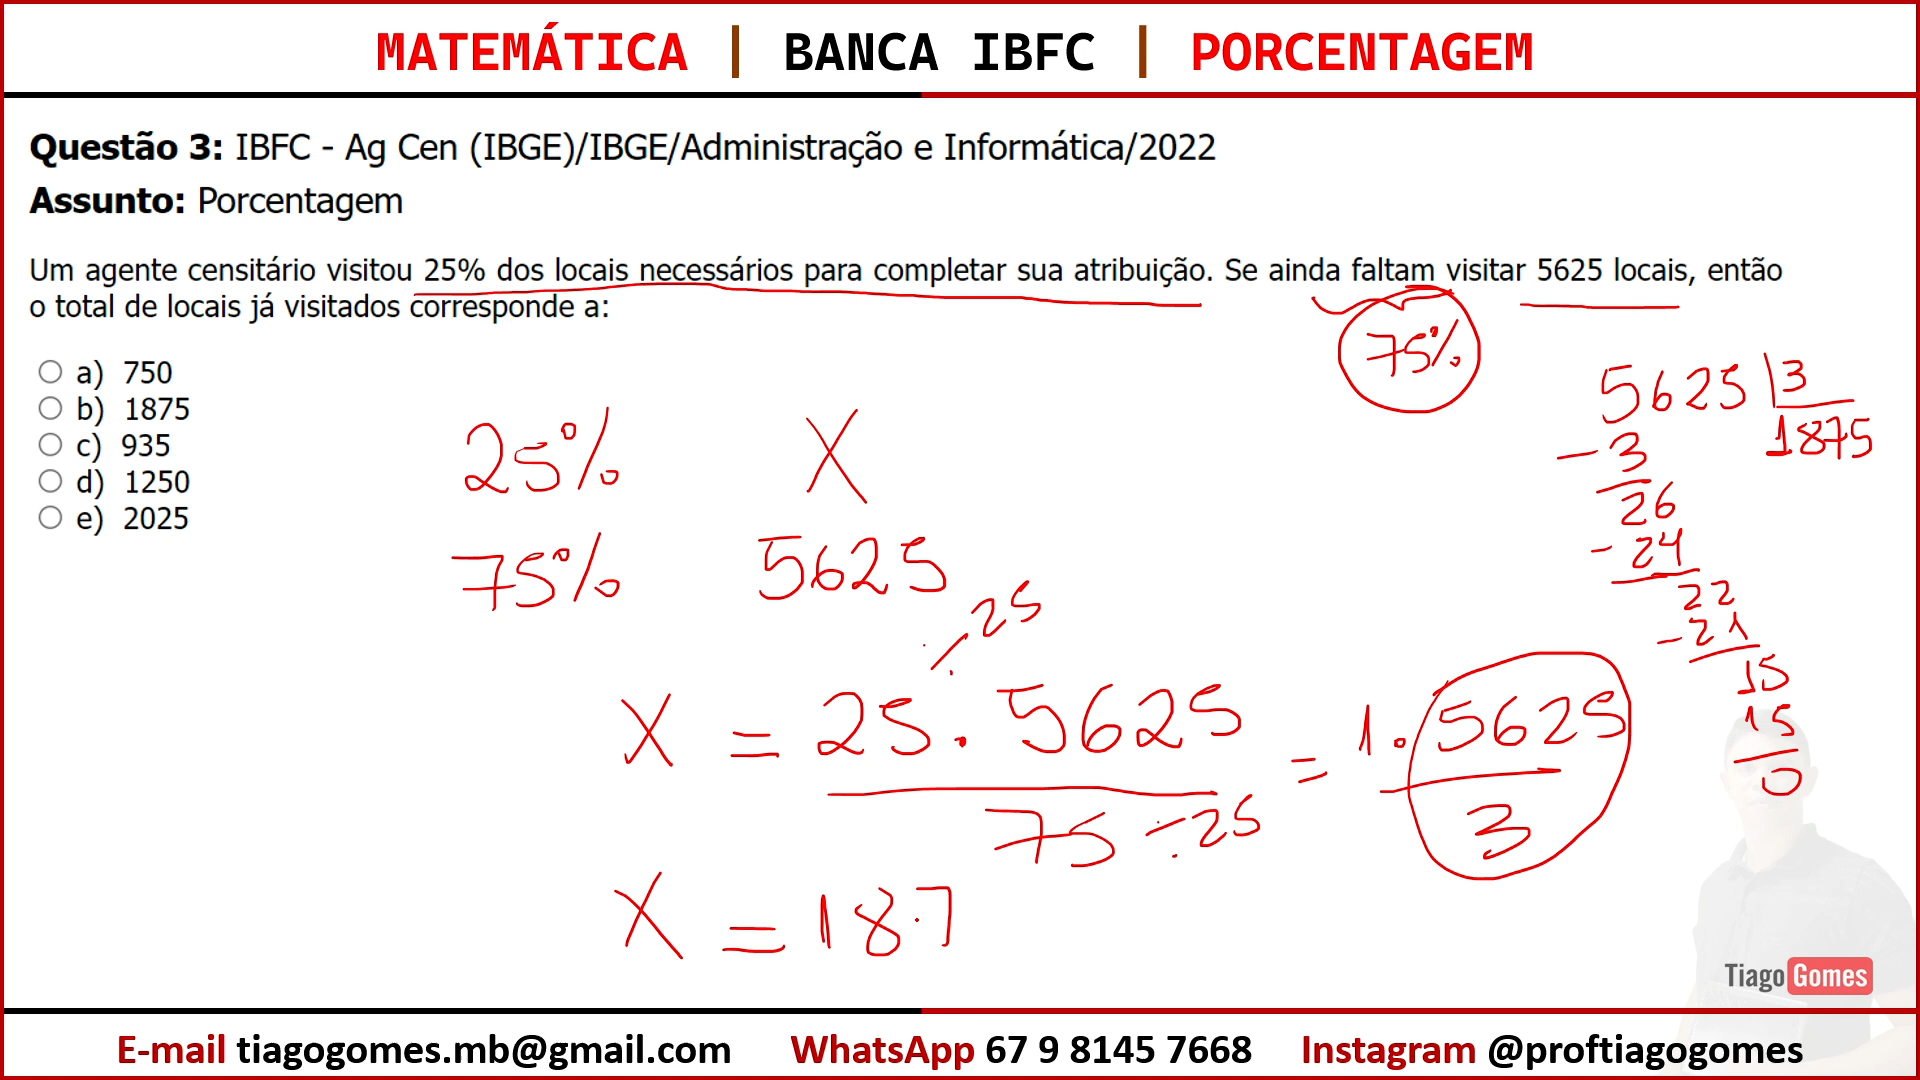 MATEMÁTICA | BANCA IBFC | PORCENTAGEM
Questão 3: IBFC - Ag Cen (IBGE)/IBGE/Administração e Informática/2022
Assunto: Porcentagem
Um agente censitário visitou 25% dos locais necessários para completar sua atribuição. Se ainda faltam visitar 5625 locais, então
o total de locais já visitados corresponde a:
a) 750
b) 1875
c) 935
d) 1250
e) 2025
75%
25% X
75% 5625
÷25
X = 25 . 5625 = 1 . 5625
75 ÷25 3
X = 187
5625 3
- 3 1875
26
- 24
22
- 21
15
15
0
Tiago Gomes
E-mail tiagogomes.mb@gmail.com WhatsApp 67 9 8145 7668 Instagram @proftiagogomes